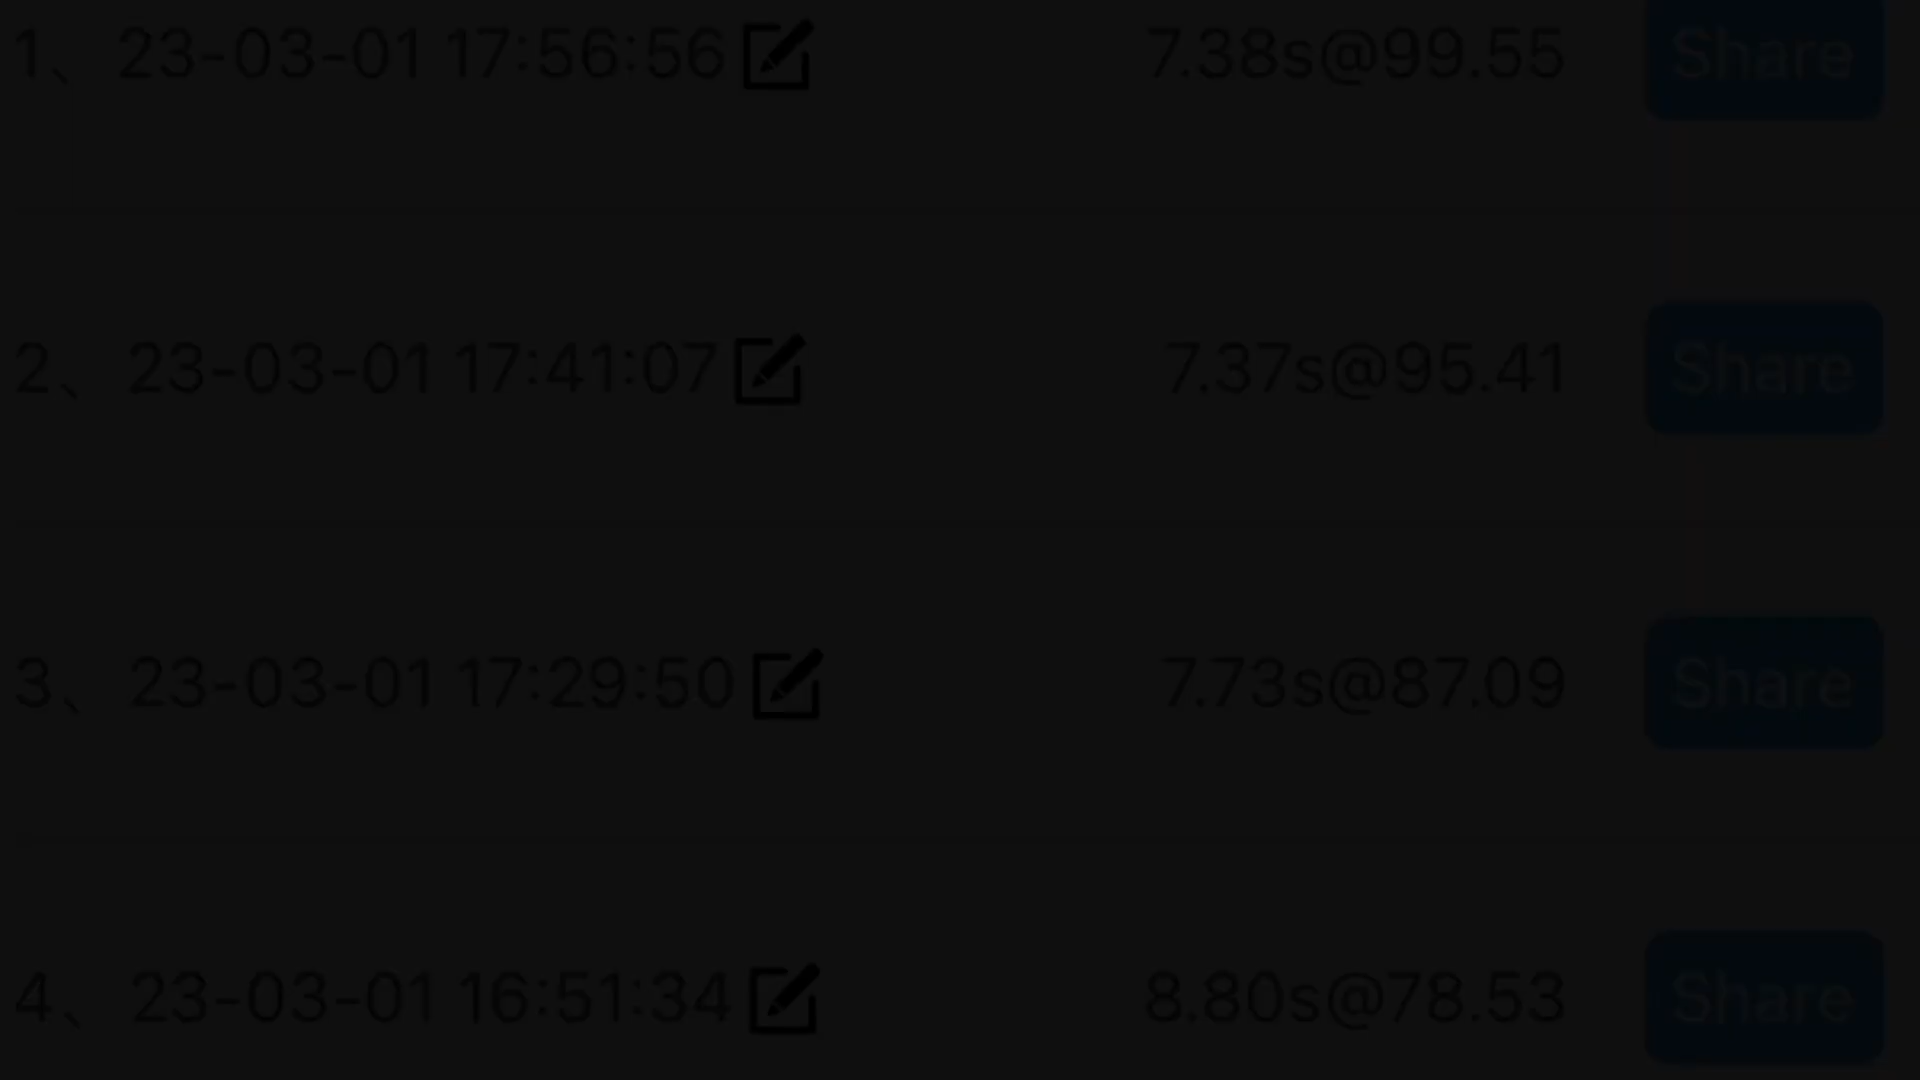 1、 23-03-01 17:56:56 7.38s@99.55 Share
2、 23-03-01 17:41:07 7.37s@95.41 Share
3、 23-03-01 17:29:50 7.73s@87.09 Share
4、 23-03-01 16:51:34 8.80s@78.53 Share